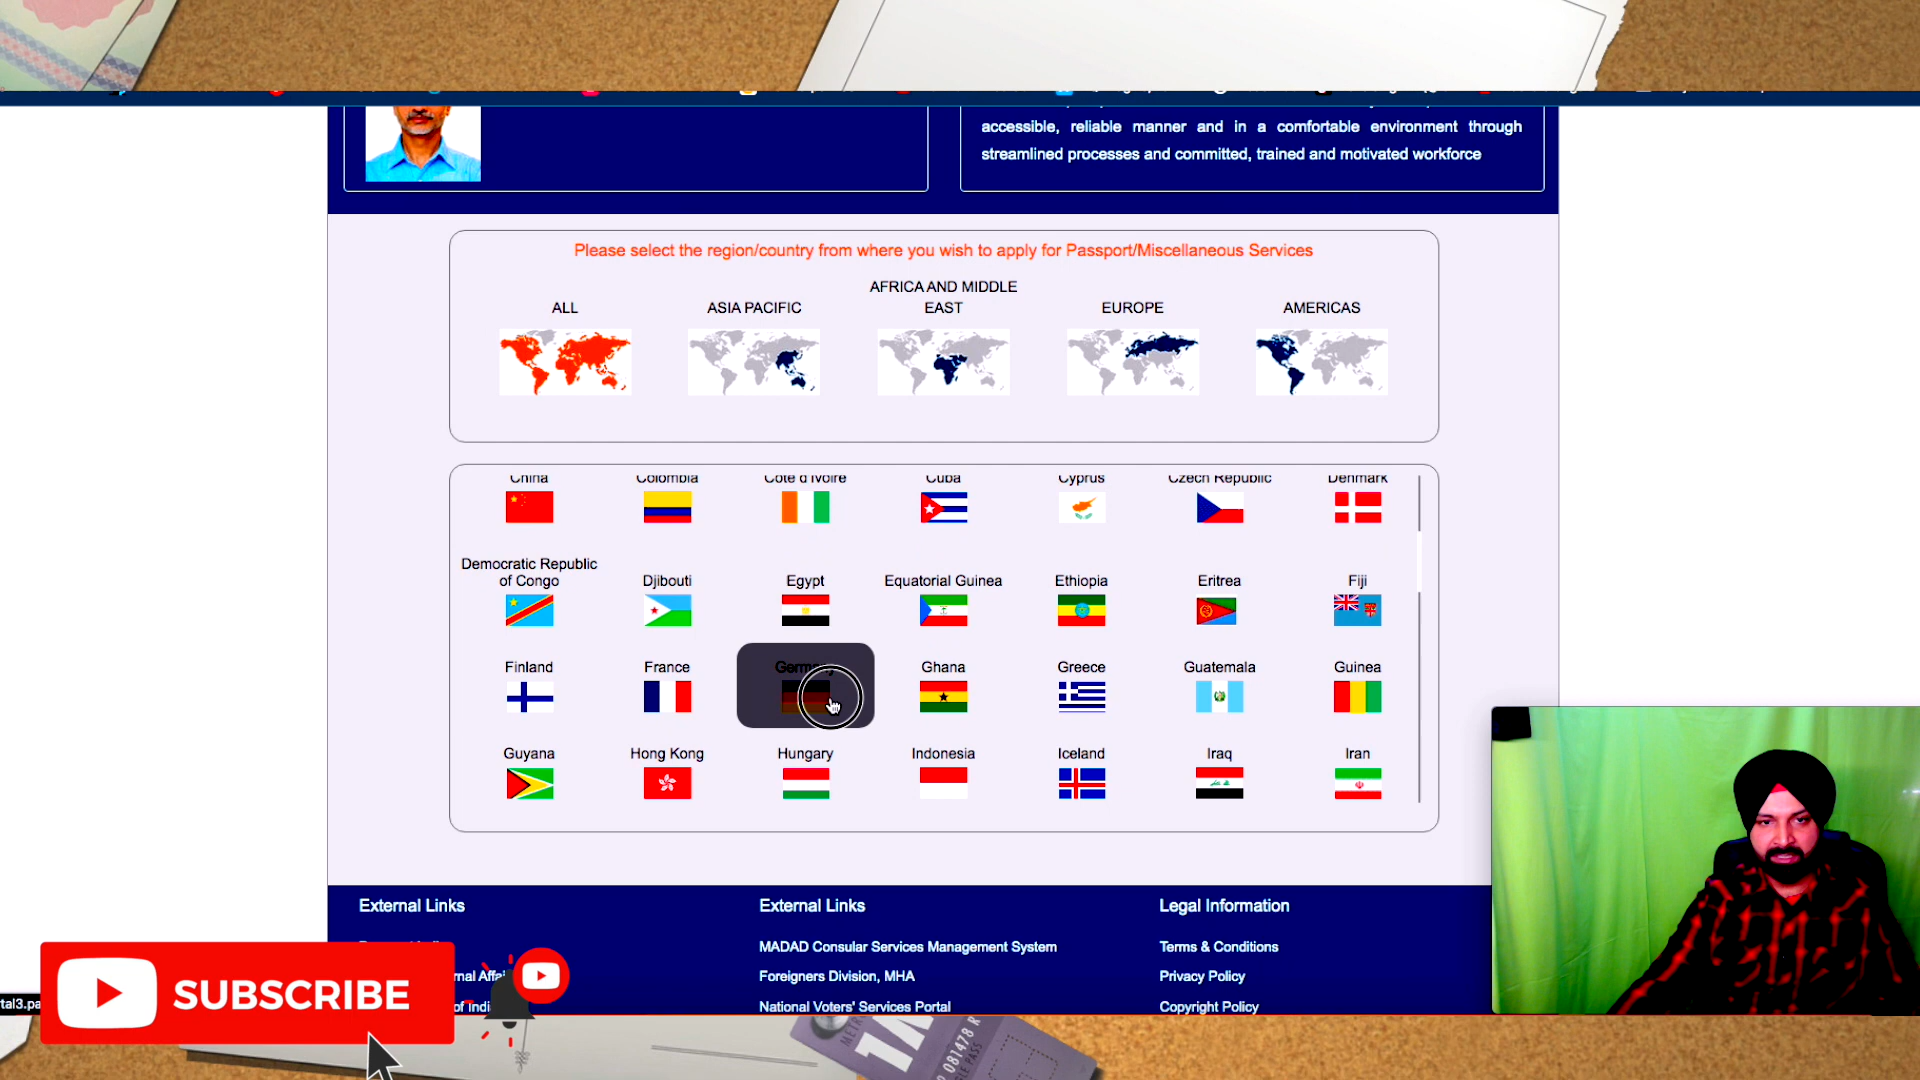 accessible, reliable manner and in a comfortable environment through
streamlined processes and committed, trained and motivated workforce
Please select the region/country from where you wish to apply for Passport/Miscellaneous Services
ALL
ASIA PACIFIC
AFRICA AND MIDDLE
EAST
EUROPE
AMERICAS
China
Colombia
Cote d'Ivoire
Cuba
Cyprus
Czech Republic
Denmark
Democratic Republic
of Congo
Djibouti
Egypt
Equatorial Guinea
Ethiopia
Eritrea
Fiji
Finland
France
Germany
Ghana
Greece
Guatemala
Guinea
Guyana
Hong Kong
Hungary
Indonesia
Iceland
Iraq
Iran
External Links
External Links
MADAD Consular Services Management System
Foreigners Division, MHA
National Voters' Services Portal
Legal Information
Terms & Conditions
Privacy Policy
Copyright Policy
SUBSCRIBE
081478